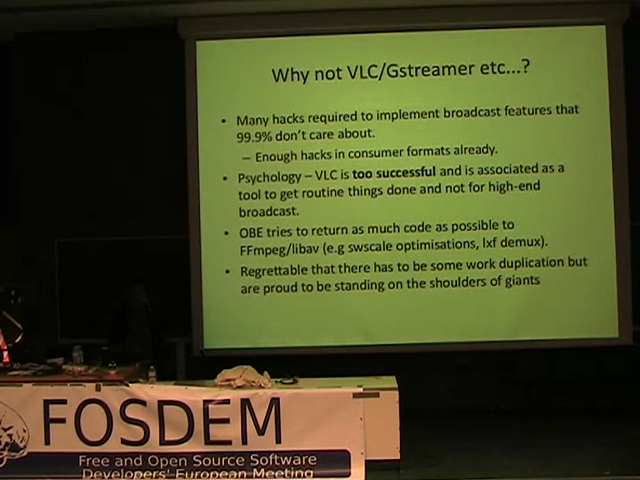 Why not VLC/Gstreamer etc...?
• Many hacks required to implement broadcast features that
99.9% don't care about.
– Enough hacks in consumer formats already.
• Psychology – VLC is too successful and is associated as a
tool to get routine things done and not for high-end
broadcast.
• OBE tries to return as much code as possible to
FFmpeg/libav (e.g swscale optimisations, lxf demux).
• Regrettable that there has to be some work duplication but
are proud to be standing on the shoulders of giants
FOSDEM
Free and Open Source Software
Developers' European Meeting